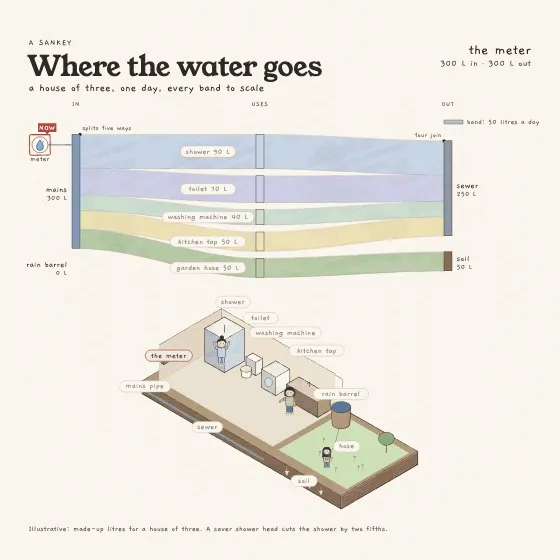 A SANKEY
Where the water goes
a house of three, one day, every band to scale
the meter
300 L in · 300 L out
IN
USES
OUT
band: 50 litres a day
NOW
meter
splits five ways
four join
shower 90 L
toilet 70 L
washing machine 40 L
kitchen tap 50 L
garden hose 50 L
mains
300 L
rain barrel
0 L
sewer
250 L
soil
50 L
shower
toilet
washing machine
kitchen tap
the meter
mains pipe
rain barrel
sewer
hose
soil
Illustrative: made-up litres for a house of three. A saver shower head cuts the shower by two fifths.